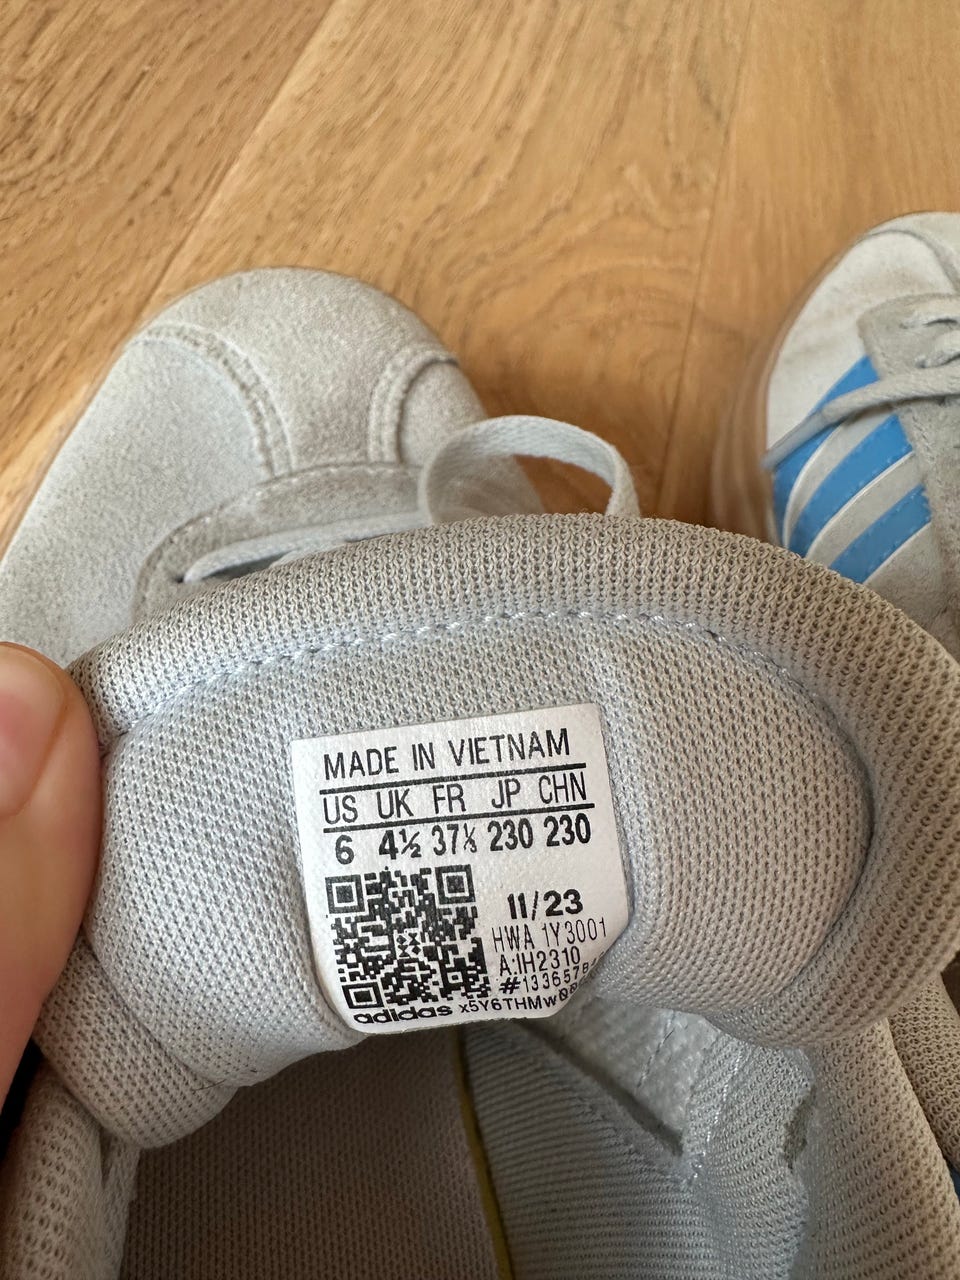 MADE IN VIETNAM
US UK FR JP CHN
6 4½ 37⅓ 230 230
11/23
HWA 1Y3001
A:IH2310
adidas